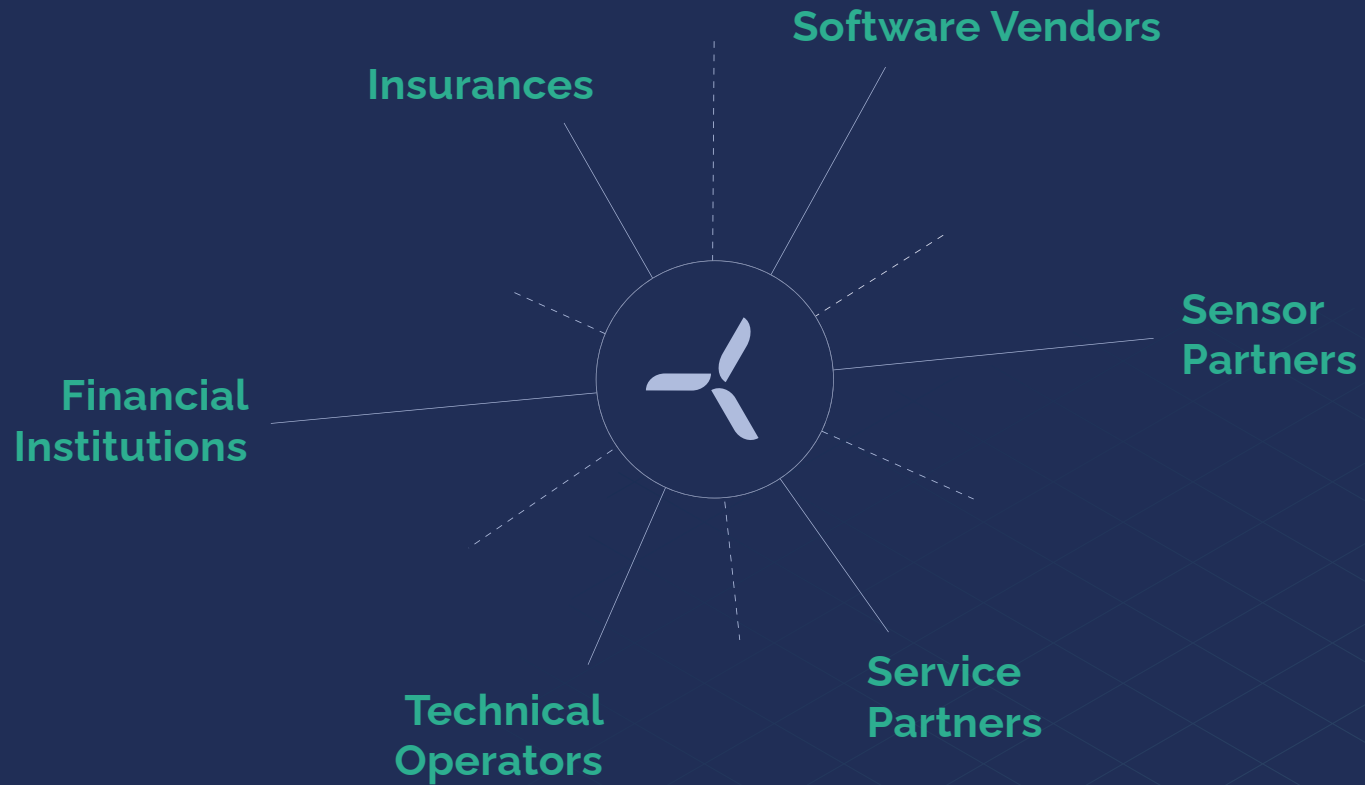 Software Vendors
Insurances
Sensor
Partners
Financial
Institutions
Service
Partners
Technical
Operators